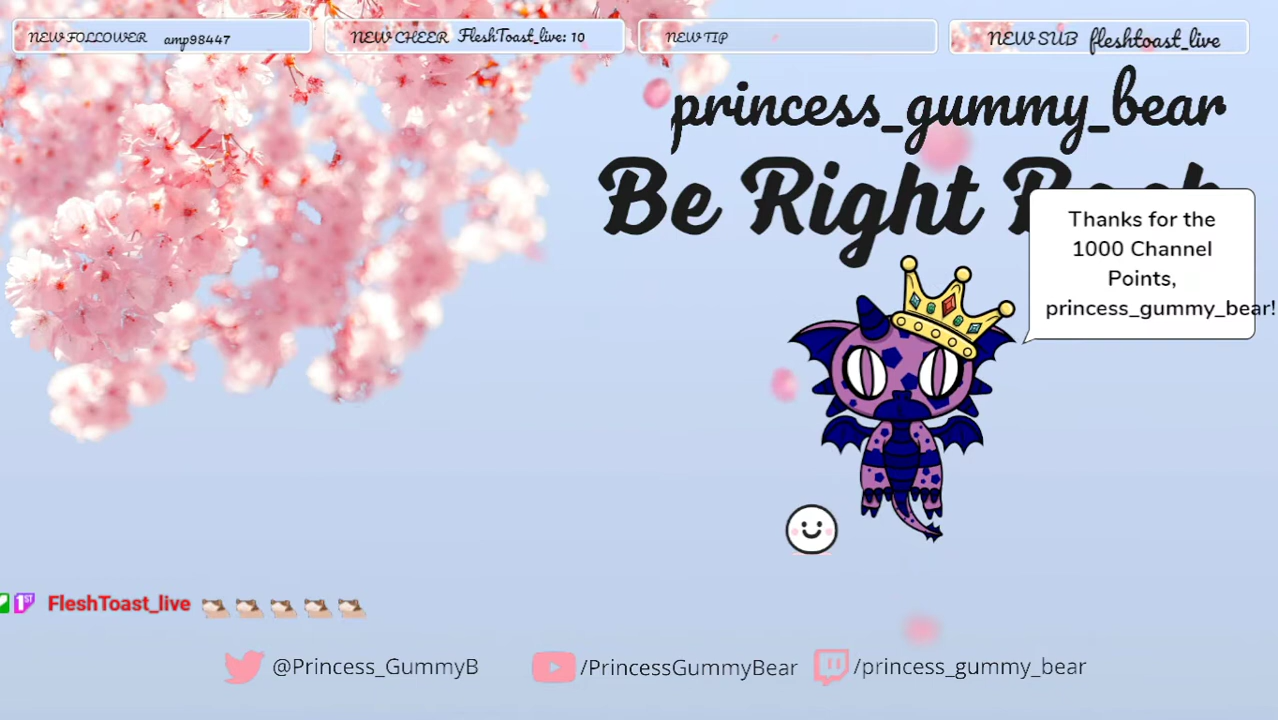 NEW FOLLOWER amp98447
NEW CHEER FleshToast_live: 10
NEW TIP
NEW SUB fleshtoast_live
princess_gummy_bear
Be Right
Thanks for the
1000 Channel
Points,
princess_gummy_bear!
1ST FleshToast_live
@Princess_GummyB
/PrincessGummyBear
/princess_gummy_bear